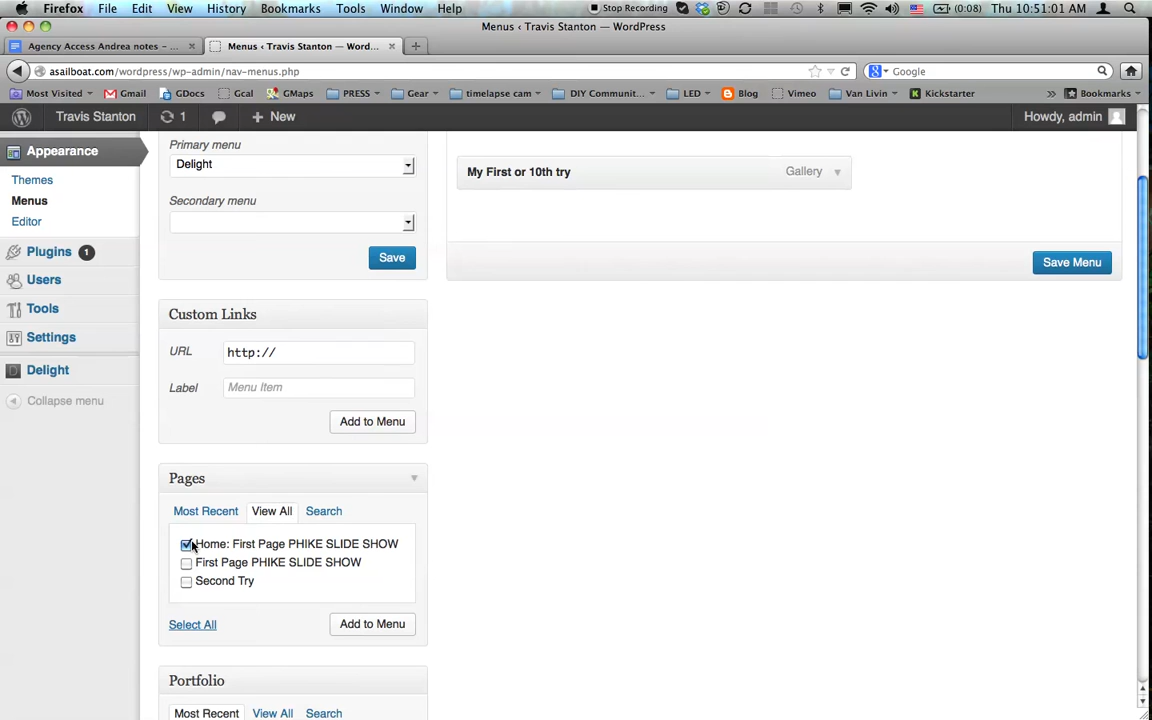 Firefox File Edit View History Bookmarks Tools Window Help Stop Recording (0:08) Thu 10:51:01 AM
Menus ‹ Travis Stanton — WordPress
Agency Access Andrea notes – ... Menus ‹ Travis Stanton — Word...
asailboat.com/wordpress/wp-admin/nav-menus.php Google
Most Visited Gmail GDocs Gcal GMaps PRESS Gear timelapse cam DIY Communit... LED Blog Vimeo Van Livin Kickstarter » Bookmarks
Travis Stanton 1 + New Howdy, admin
Appearance
Themes
Menus
Editor
Plugins 1
Users
Tools
Settings
Delight
Collapse menu
Primary menu
Delight
Secondary menu
Save
My First or 10th try Gallery
Save Menu
Custom Links
URL http://
Label Menu Item
Add to Menu
Pages
Most Recent View All Search
Home: First Page PHIKE SLIDE SHOW
First Page PHIKE SLIDE SHOW
Second Try
Select All Add to Menu
Portfolio
Most Recent View All Search